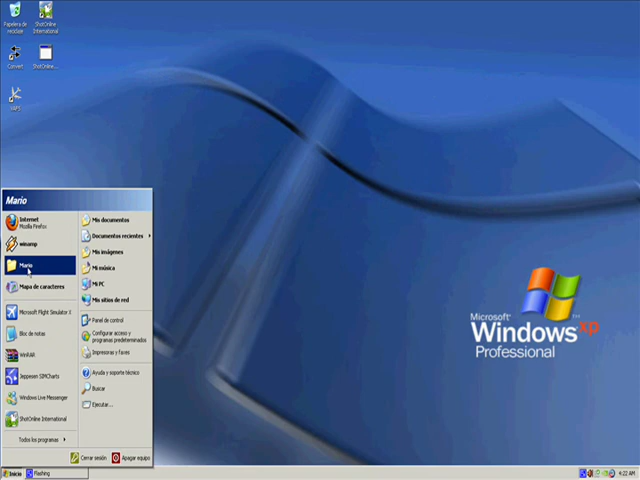 Papelera de
reciclaje
ShotOnline
International
Convert
ShotOnline...
VAFS
Mario
Internet
Mozilla Firefox
winamp
Mario
Mapa de caracteres
Microsoft Flight Simulator X
Bloc de notas
WinRAR
Jeppesen SIMCharts
Windows Live Messenger
ShotOnline International
Todos los programas
Mis documentos
Documentos recientes
Mis imágenes
Mi música
Mi PC
Mis sitios de red
Panel de control
Configurar acceso y
programas predeterminados
Impresoras y faxes
Ayuda y soporte técnico
Buscar
Ejecutar...
Cerrar sesión
Apagar equipo
Microsoft®
Windows xp
Professional
Inicio
Flashing
4:22 AM